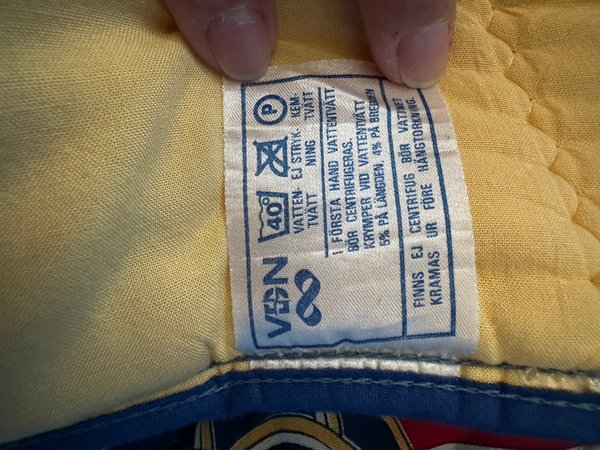 VDN 40° P
VATTEN- EJ STRYK- KEM-
TVÄTT NING TVÄTT
I FÖRSTA HAND VATTENTVÄTT.
BÖR CENTRIFUGERAS.
KRYMPER VID VATTENTVÄTT
5% PÅ LÄNGDEN, 4% PÅ BREDDEN
FINNS EJ CENTRIFUG BÖR VATTNET
KRAMAS UR FÖRE HÄNGTORKNING.